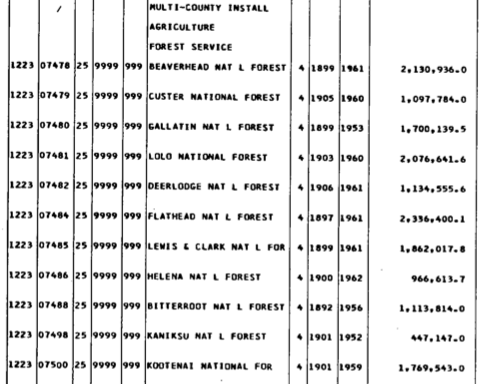 MULTI-COUNTY INSTALL
AGRICULTURE
FOREST SERVICE
1223 07478 25 9999 999 BEAVERHEAD NAT L FOREST 4 1899 1961 2,130,936.0
1223 07479 25 9999 999 CUSTER NATIONAL FOREST 4 1905 1960 1,097,784.0
1223 07480 25 9999 999 GALLATIN NAT L FOREST 4 1899 1953 1,700,139.5
1223 07481 25 9999 999 LOLO NATIONAL FOREST 4 1903 1960 2,076,641.6
1223 07482 25 9999 999 DEERLODGE NAT L FOREST 4 1906 1961 1,134,555.6
1223 07484 25 9999 999 FLATHEAD NAT L FOREST 4 1897 1961 2,336,400.1
1223 07485 25 9999 999 LEWIS & CLARK NAT L FOR 4 1899 1961 1,862,017.8
1223 07486 25 9999 999 HELENA NAT L FOREST 4 1900 1962 966,613.7
1223 07488 25 9999 999 BITTERROOT NAT L FOREST 4 1892 1956 1,113,814.0
1223 07498 25 9999 999 KANIKSU NAT L FOREST 4 1901 1952 447,147.0
1223 07500 25 9999 999 KOOTENAI NATIONAL FOR 4 1901 1959 1,769,543.0